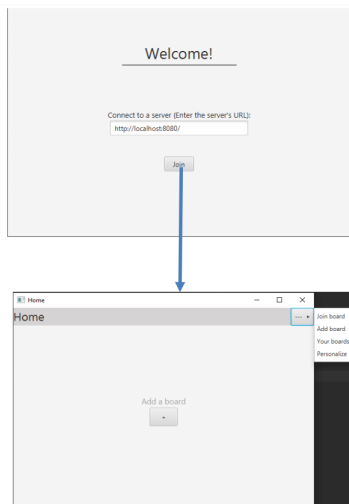 Welcome!
Connect to a server (Enter the server's URL):
http://localhost:8080/
Join
Home
Home
Join board
Add board
Your boards
Personalize
Add a board
+